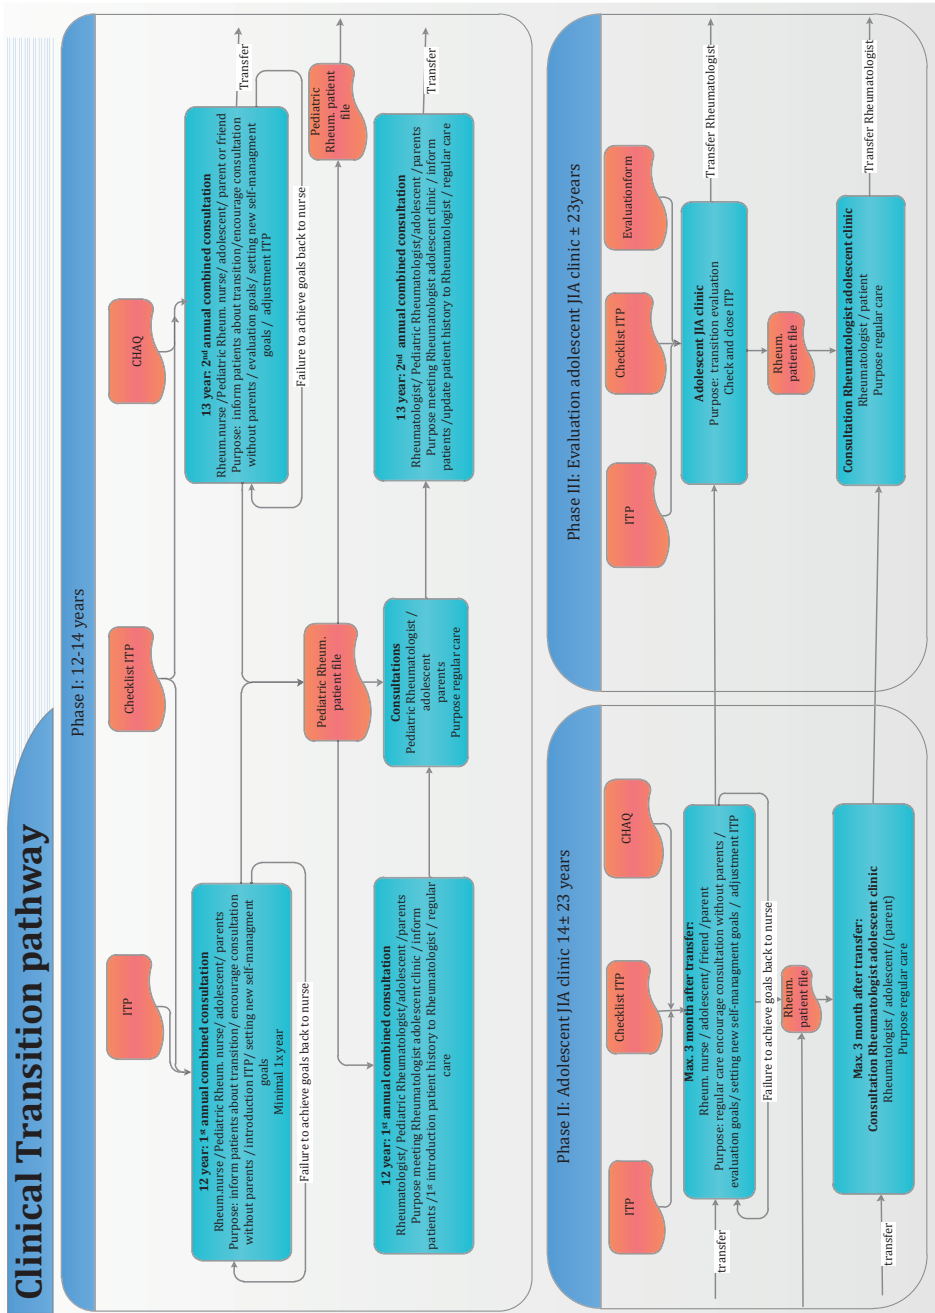 Clinical Transition pathway
Phase I: 12-14 years
ITP
Checklist ITP
CHAQ
12 year: 1st annual combined consultation
Rheum.nurse /Pediatric Rheum. nurse/ adolescent/ parents
Purpose: inform patients about transition/ encourage consultation
without parents / introduction ITP/ setting new self-managment
goals
Minimal 1x year
Failure to achieve goals back to nurse
13 year: 2nd annual combined consultation
Rheum.nurse /Pediatric Rheum. nurse/ adolescent/ parent or friend
Purpose: inform patients about transition/encourage consultation
without parents / evaluation goals/ setting new self-managment
goals / adjustment ITP
Failure to achieve goals back to nurse
Transfer
Pediatric Rheum.
patient file
Pediatric
Rheum. patient
file
Rheumatologist/ Pediatric Rheumatologist/adolescent /parents
12 year: 1st annual combined consultation
Purpose meeting Rheumatologist adolescent clinic / inform
patients /1st introduction patient history to Rheumatologist / regular
care
Consultations
Pediatric Rheumatologist /
adolescent
parents
Purpose regular care
13 year: 2nd annual combined consultation
Rheumatologist/ Pediatric Rheumatologist/adolescent /parents
Purpose meeting Rheumatologist adolescent clinic / inform
patients /update patient history to Rheumatologist / regular care
Transfer
Phase II: Adolescent JIA clinic 14± 23 years
ITP
Checklist ITP
CHAQ
transfer
Max. 3 month after transfer:
Rheum. nurse / adolescent/ friend /parent
Purpose: regular care encourage consultation without parents /
evaluation goals/ setting new self-managment goals / adjustment ITP
Failure to achieve goals back to nurse
Rheum.
patient file
transfer
Max. 3 month after transfer:
Consultation Rheumatologist adolescent clinic
Rheumatologist / adolescent /(parent)
Purpose regular care
Phase III: Evaluation adolescent JIA clinic ± 23years
ITP
Checklist ITP
Evaluationform
Adolescent JIA clinic
Purpose: transition evaluation
Check and close ITP
Transfer Rheumatologist
Rheum.
patient file
Consultation Rheumatologist adolescent clinic
Rheumatologist / patient
Purpose regular care
Transfer Rheumatologist